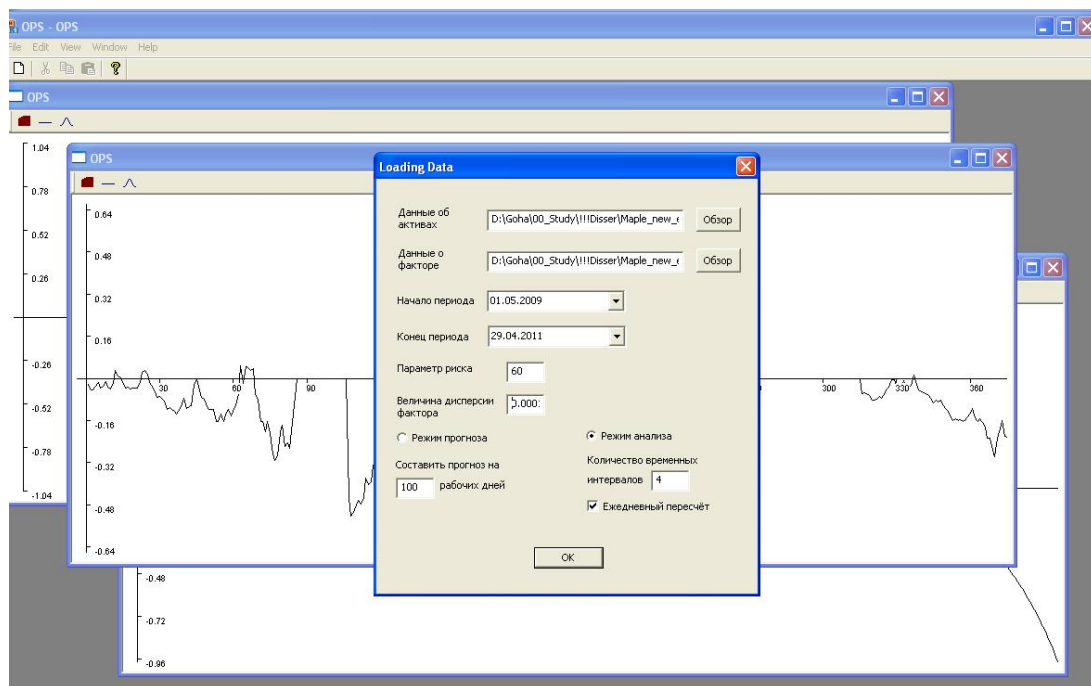 OPS - OPS
File Edit View Window Help
OPS
1.04
0.78
0.52
0.26
-0.26
-0.52
-0.78
-1.04
OPS
0.64
0.48
0.32
0.16
-0.16
-0.32
-0.48
-0.64
30 60 90 300 330 360
Loading Data
Данные об
активах
D:\Goha\00_Study\!!!Disser\Maple_new_
Обзор
Данные о
факторе
D:\Goha\00_Study\!!!Disser\Maple_new_
Обзор
Начало периода 01.05.2009
Конец периода 29.04.2011
Параметр риска 60
Величина дисперсии
фактора
0.000
Режим прогноза
Составить прогноз на
100 рабочих дней
Режим анализа
Количество временных
интервалов 4
Ежедневный пересчёт
OK
-0.48
-0.72
-0.96